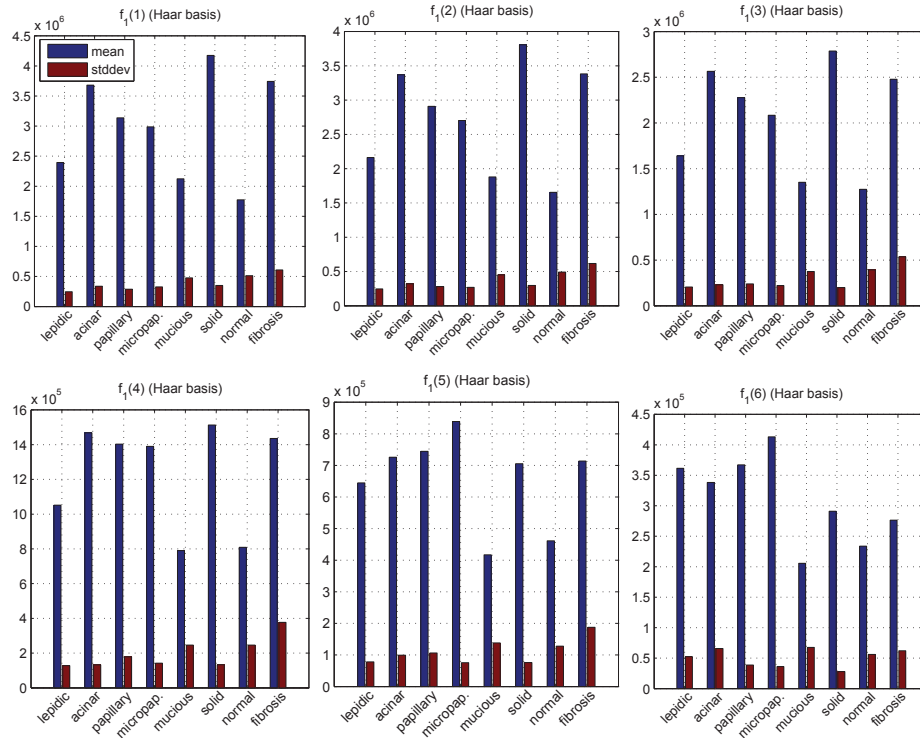 f1(1) (Haar basis)
x 10^6
4.5
4
3.5
3
2.5
2
1.5
1
0.5
0
mean
stddev
lepidic
acinar
papillary
micropap.
mucious
solid
normal
fibrosis
f1(2) (Haar basis)
x 10^6
4
3.5
3
2.5
2
1.5
1
0.5
0
lepidic
acinar
papillary
micropap.
mucious
solid
normal
fibrosis
f1(3) (Haar basis)
x 10^6
3
2.5
2
1.5
1
0.5
0
lepidic
acinar
papillary
micropap.
mucious
solid
normal
fibrosis
f1(4) (Haar basis)
x 10^5
16
14
12
10
8
6
4
2
0
lepidic
acinar
papillary
micropap.
mucious
solid
normal
fibrosis
f1(5) (Haar basis)
x 10^5
9
8
7
6
5
4
3
2
1
0
lepidic
acinar
papillary
micropap.
mucious
solid
normal
fibrosis
f1(6) (Haar basis)
x 10^5
4.5
4
3.5
3
2.5
2
1.5
1
0.5
0
lepidic
acinar
papillary
micropap.
mucious
solid
normal
fibrosis